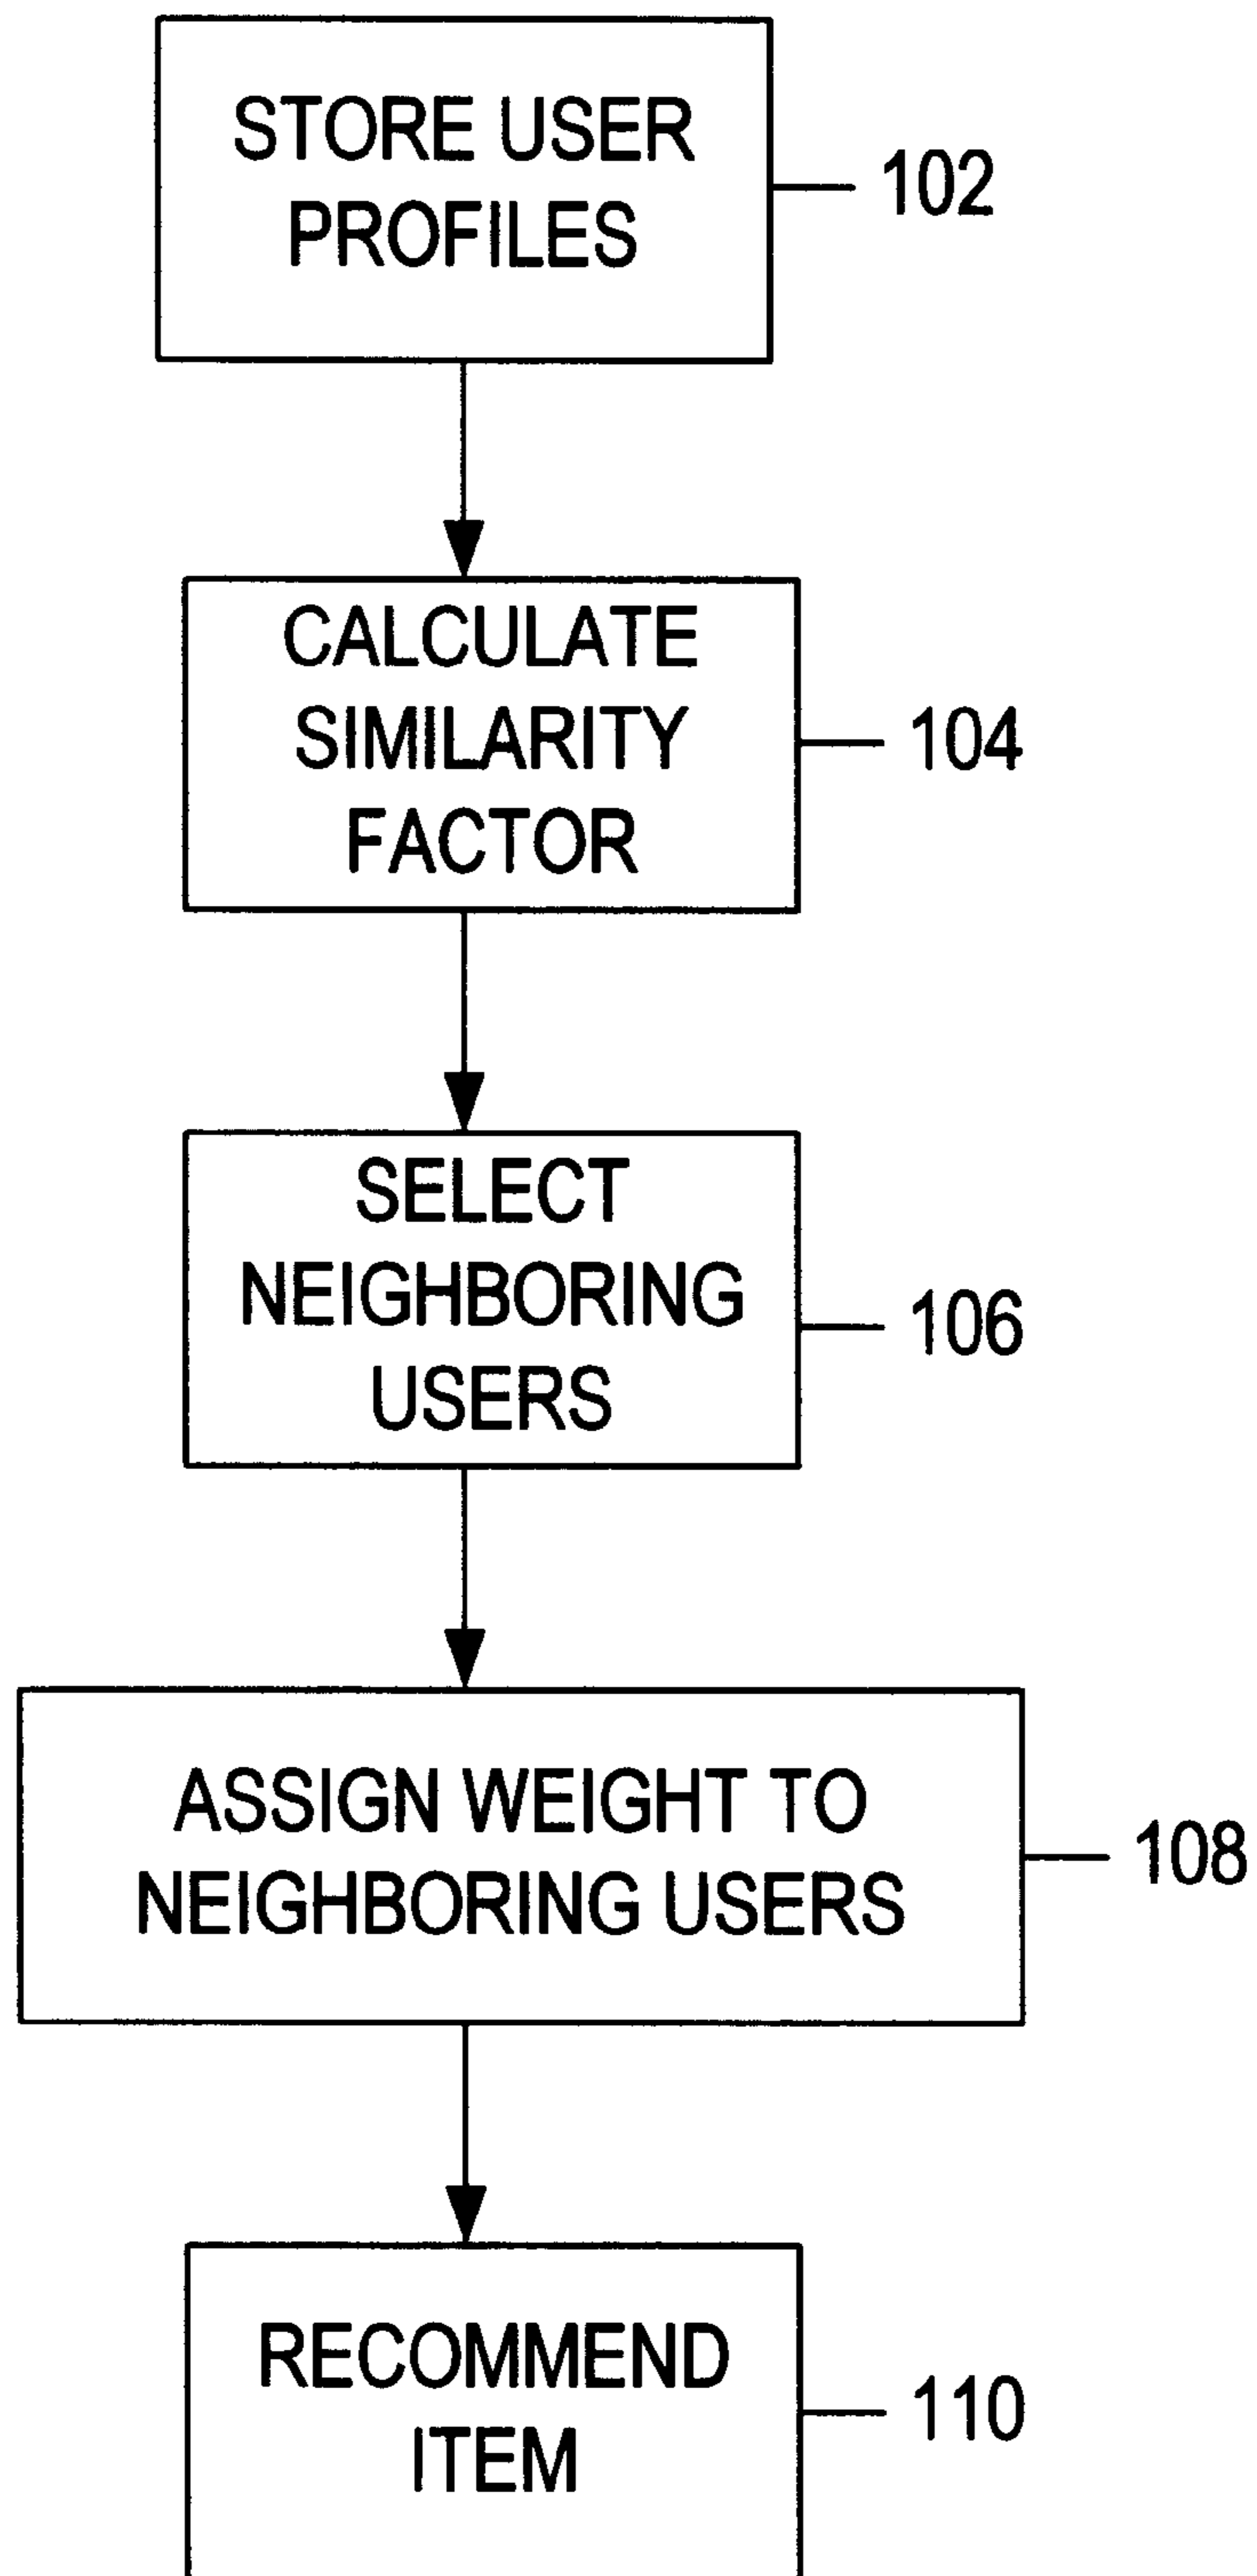 STORE USER
PROFILES
102
CALCULATE
SIMILARITY
FACTOR
104
SELECT
NEIGHBORING
USERS
106
ASSIGN WEIGHT TO
NEIGHBORING USERS
108
RECOMMEND
ITEM
110